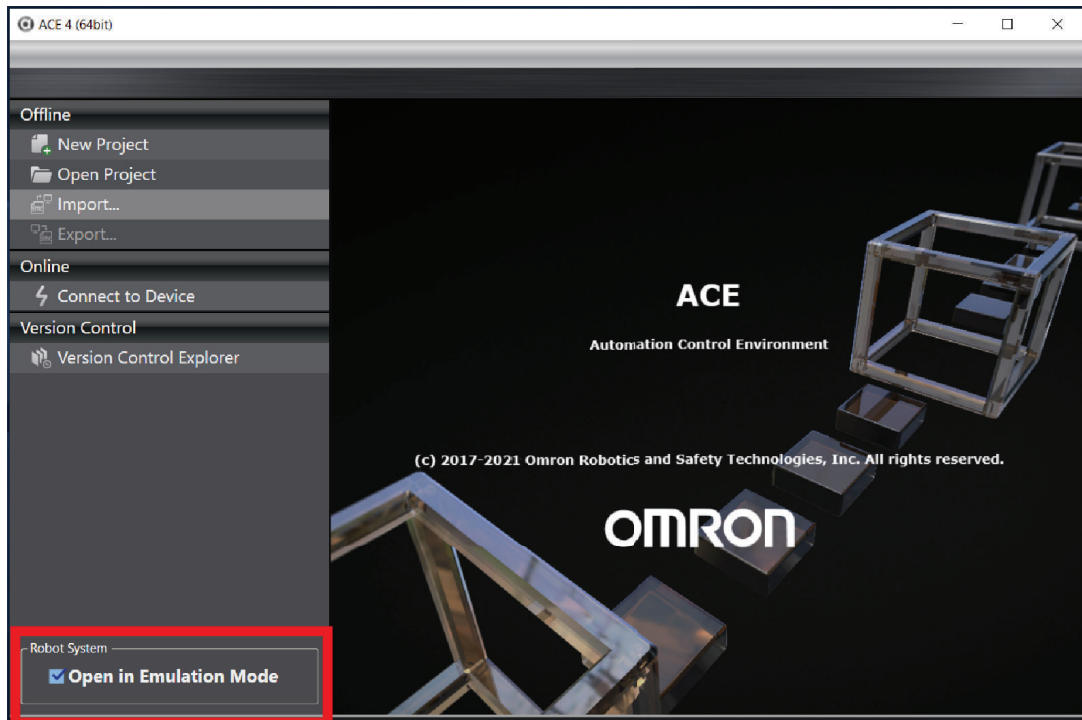 ACE 4 (64bit)
Offline
New Project
Open Project
Import...
Export...
Online
Connect to Device
Version Control
Version Control Explorer
ACE
Automation Control Environment
(c) 2017-2021 Omron Robotics and Safety Technologies, Inc. All rights reserved.
OMRON
Robot System
Open in Emulation Mode